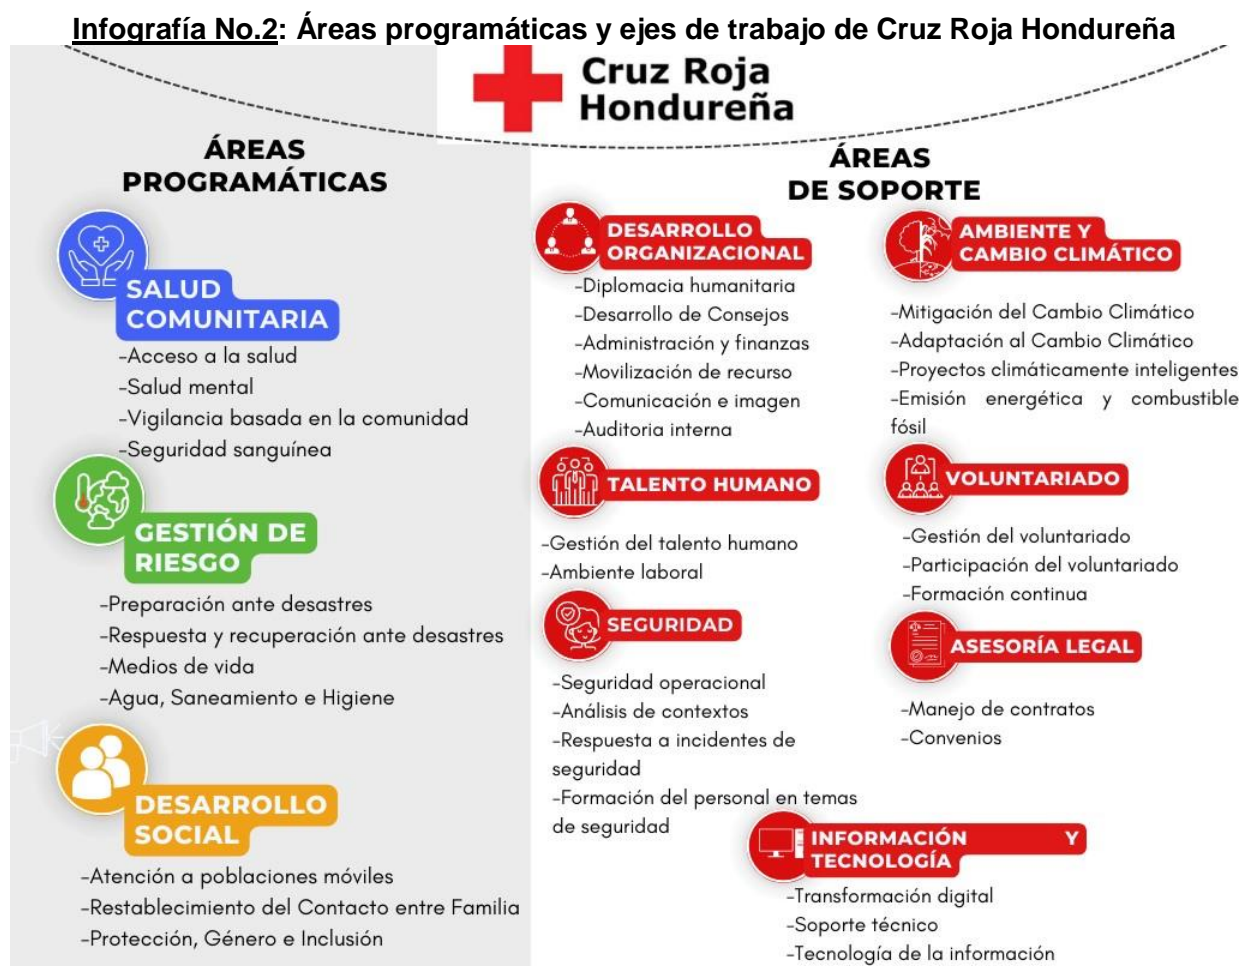 Infografía No.2: Áreas programáticas y ejes de trabajo de Cruz Roja Hondureña
Cruz Roja
Hondureña
ÁREAS
PROGRAMÁTICAS
SALUD
COMUNITARIA
-Acceso a la salud
-Salud mental
-Vigilancia basada en la comunidad
-Seguridad sanguínea
GESTIÓN DE
RIESGO
-Preparación ante desastres
-Respuesta y recuperación ante desastres
-Medios de vida
-Agua, Saneamiento e Higiene
DESARROLLO
SOCIAL
-Atención a poblaciones móviles
-Restablecimiento del Contacto entre Familia
-Protección, Género e Inclusión
ÁREAS
DE SOPORTE
DESARROLLO
ORGANIZACIONAL
-Diplomacia humanitaria
-Desarrollo de Consejos
-Administración y finanzas
-Movilización de recurso
-Comunicación e imagen
-Auditoria interna
TALENTO HUMANO
-Gestión del talento humano
-Ambiente laboral
SEGURIDAD
-Seguridad operacional
-Análisis de contextos
-Respuesta a incidentes de
seguridad
-Formación del personal en temas
de seguridad
AMBIENTE Y
CAMBIO CLIMÁTICO
-Mitigación del Cambio Climático
-Adaptación al Cambio Climático
-Proyectos climáticamente inteligentes
-Emisión energética y combustible
fósil
VOLUNTARIADO
-Gestión del voluntariado
-Participación del voluntariado
-Formación continua
ASESORÍA LEGAL
-Manejo de contratos
-Convenios
INFORMACIÓN Y
TECNOLOGÍA
-Transformación digital
-Soporte técnico
-Tecnología de la información